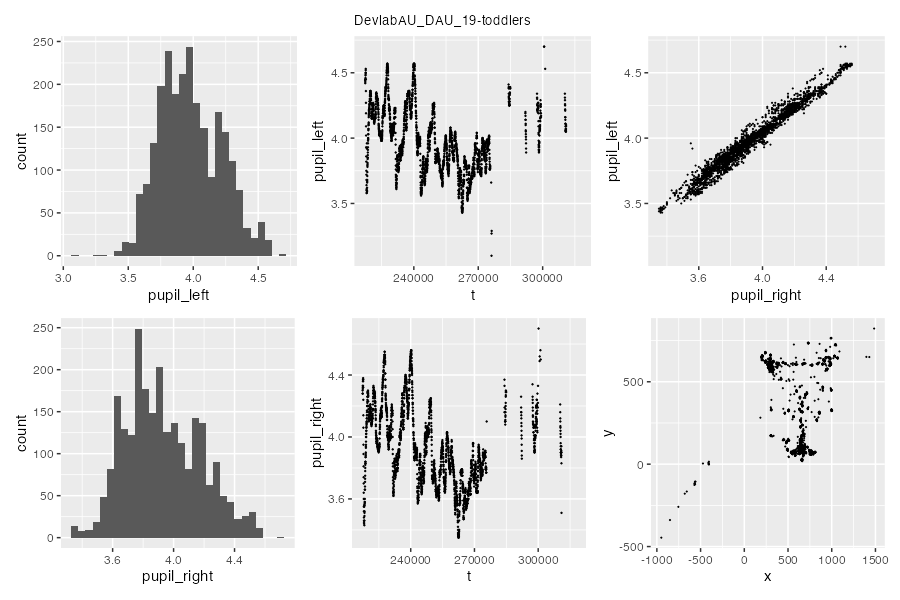 DevlabAU_DAU_19-toddlers
250
200
150
100
50
0
count
3.0 3.5 4.0 4.5
pupil_left
4.5
4.0
3.5
pupil_left
240000 270000 300000
t
4.5
4.0
3.5
pupil_left
3.6 4.0 4.4
pupil_right
250
200
150
100
50
0
count
3.6 4.0 4.4
pupil_right
4.4
4.0
3.6
pupil_right
240000 270000 300000
t
500
0
-500
y
-1000 -500 0 500 1000 1500
x